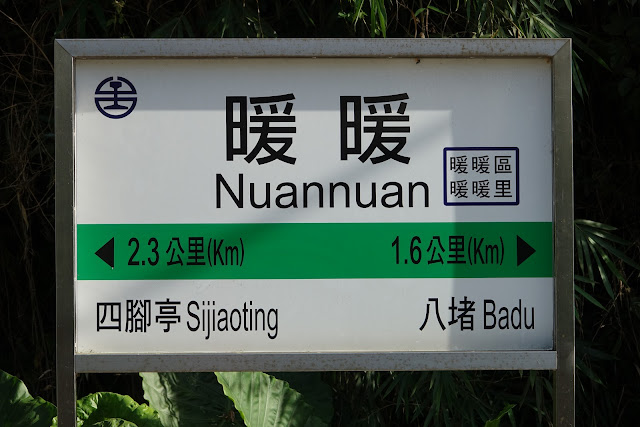 暖暖
Nuannuan
暖暖區
暖暖里
2.3 公里(Km)
1.6 公里(Km)
四腳亭 Sijiaoting
八堵 Badu